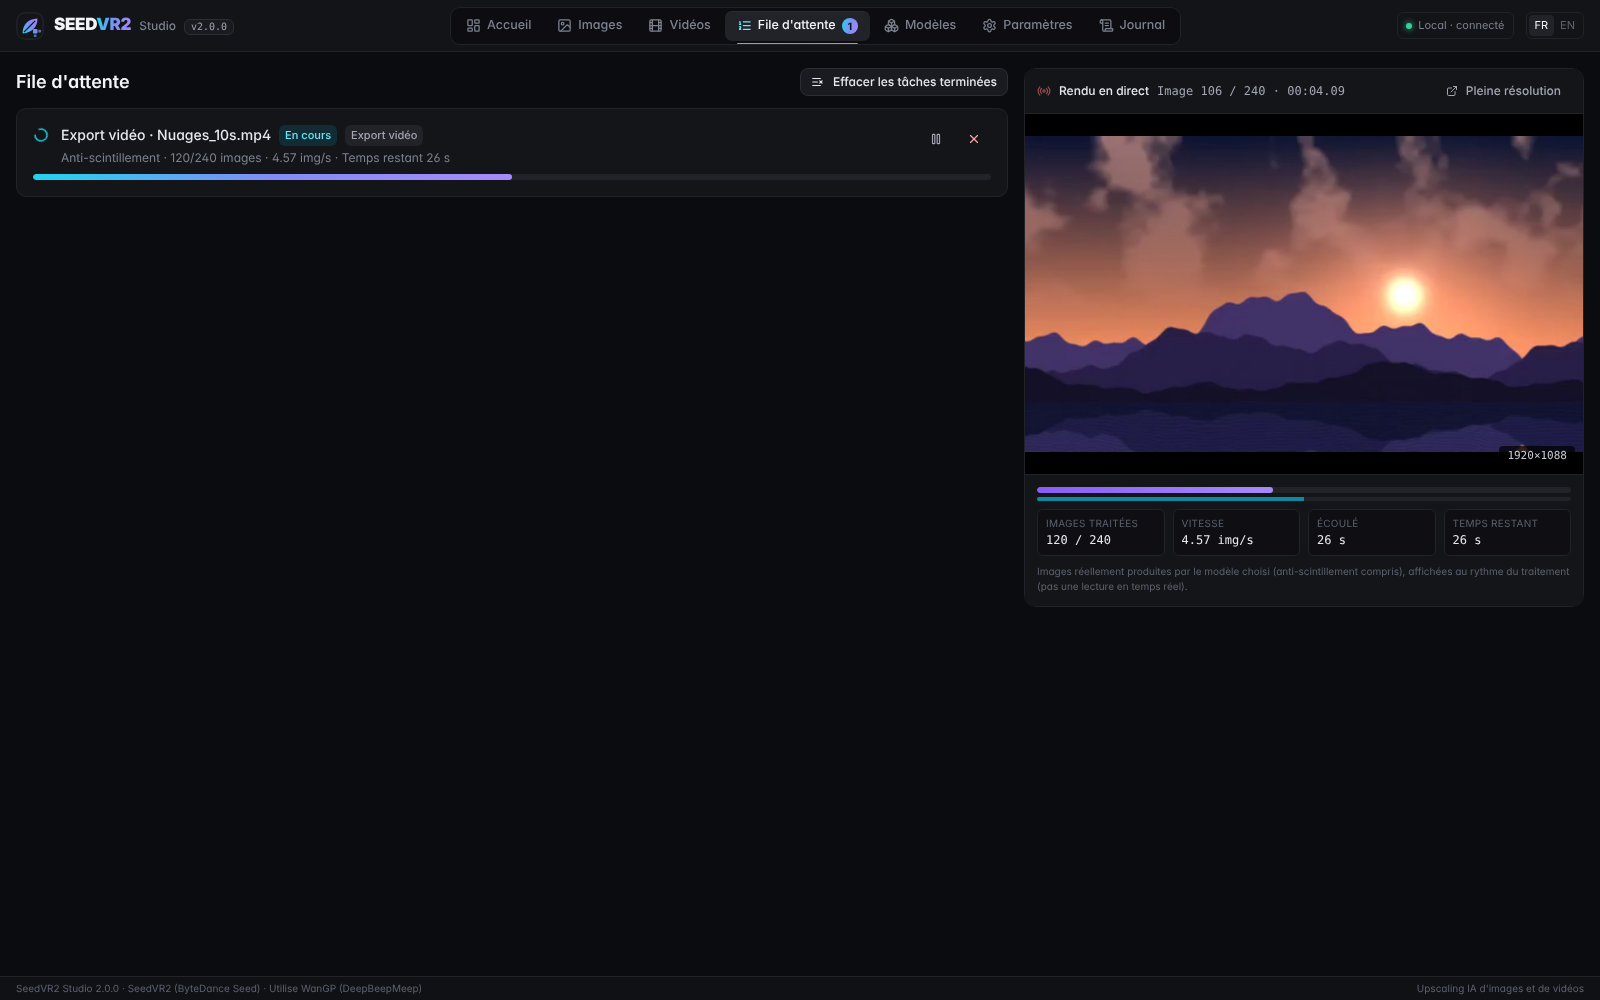 SEEDVR2 Studio v2.0.0
Accueil
Images
Vidéos
File d'attente 1
Modèles
Paramètres
Journal
Local · connecté
FR EN
File d'attente
Effacer les tâches terminées
Export vidéo · Nuages_10s.mp4 En cours Export vidéo
Anti-scintillement · 120/240 images · 4.57 img/s · Temps restant 26 s
Rendu en direct Image 106 / 240 · 00:04.09
Pleine résolution
1920×1088
IMAGES TRAITÉES
120 / 240
VITESSE
4.57 img/s
ÉCOULÉ
26 s
TEMPS RESTANT
26 s
Images réellement produites par le modèle choisi (anti-scintillement compris), affichées au rythme du traitement
(pas une lecture en temps réel).
SeedVR2 Studio 2.0.0 · SeedVR2 (ByteDance Seed) · Utilise WanGP (DeepBeepMeep)
Upscaling IA d'images et de vidéos